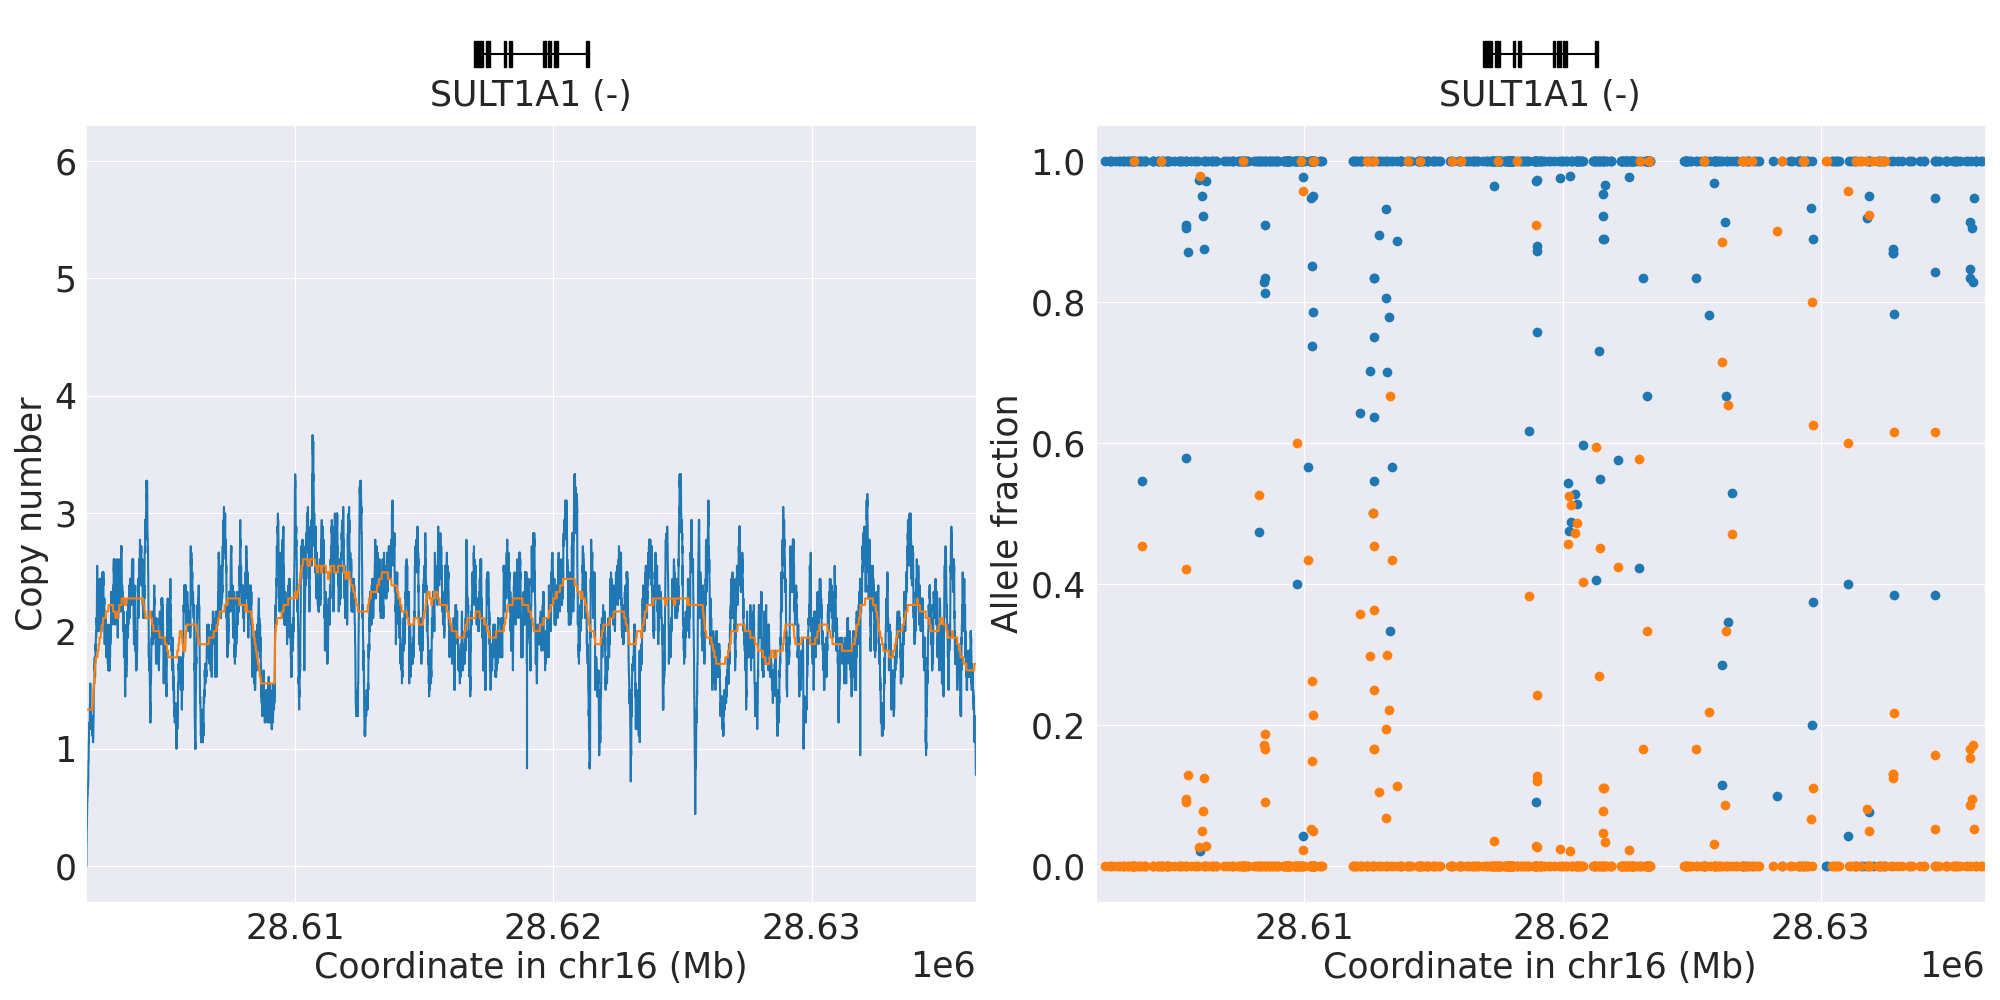 SULT1A1 (-)
6
5
4
3
2
1
0
Copy number
28.61
28.62
28.63
Coordinate in chr16 (Mb)
1e6
SULT1A1 (-)
1.0
0.8
0.6
0.4
0.2
0.0
Allele fraction
28.61
28.62
28.63
Coordinate in chr16 (Mb)
1e6